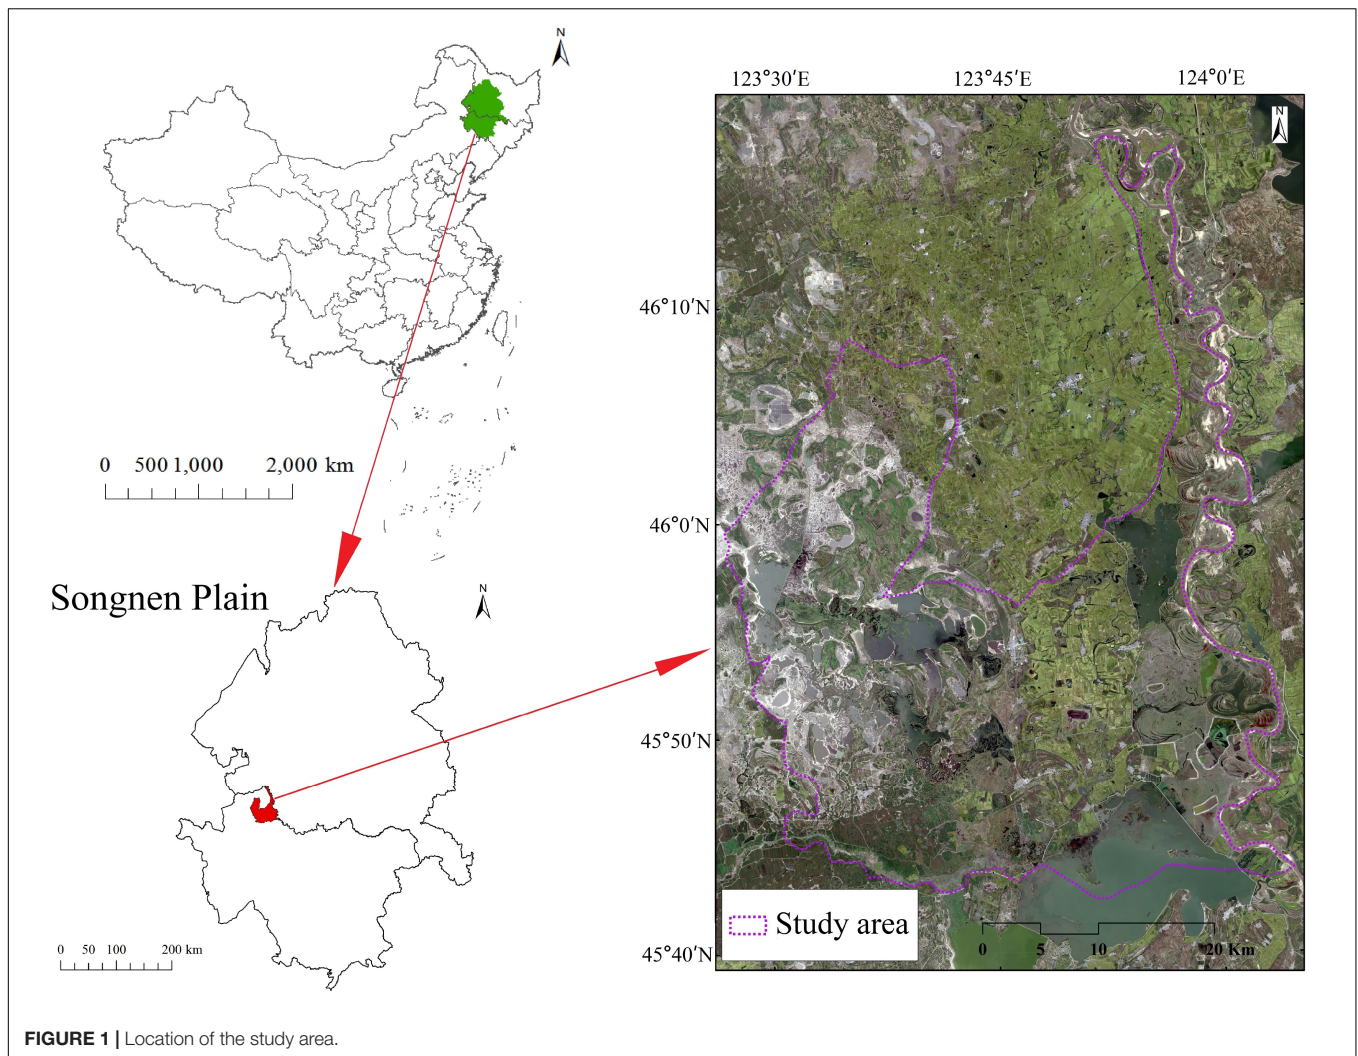 N
123°30′E 123°45′E 124°0′E
N
46°10′N
0 500 1,000 2,000 km
46°0′N
Songnen Plain
N
45°50′N
Study area
0 5 10 20 Km
0 50 100 200 km
45°40′N
FIGURE 1 | Location of the study area.